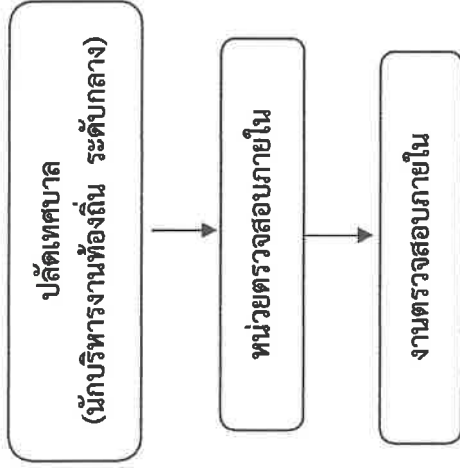 ปลัดเทศบาล
(นักบริหารงานท้องถิ่น ระดับกลาง)
หน่วยตรวจสอบภายใน
งานตรวจสอบภายใน